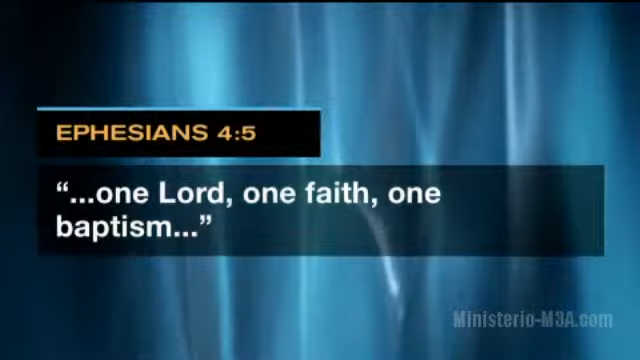 EPHESIANS 4:5
“...one Lord, one faith, one
baptism...”
Ministerio-M3A.com